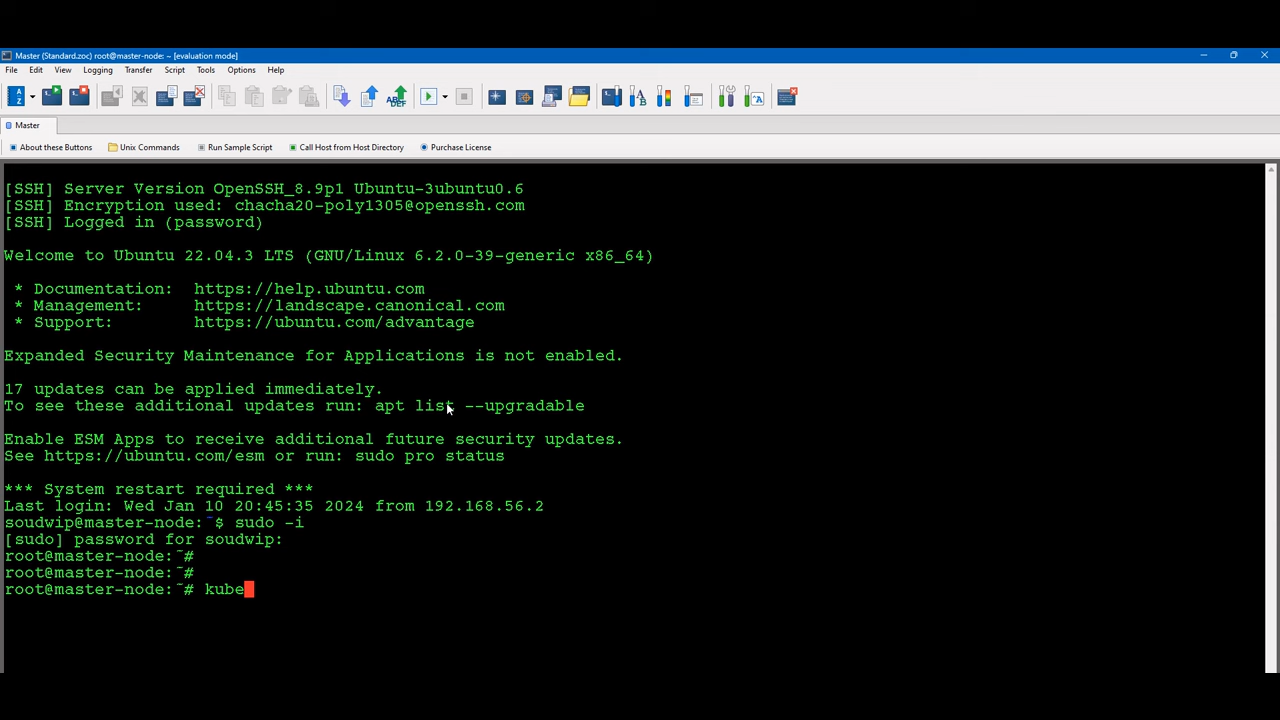 Master (Standard.zoc) root@master-node: ~ [evaluation mode]
File Edit View Logging Transfer Script Tools Options Help
Master
About these Buttons Unix Commands Run Sample Script Call Host from Host Directory Purchase License
[SSH] Server Version OpenSSH_8.9p1 Ubuntu-3ubuntu0.6
[SSH] Encryption used: chacha20-poly1305@openssh.com
[SSH] Logged in (password)
Welcome to Ubuntu 22.04.3 LTS (GNU/Linux 6.2.0-39-generic x86_64)
* Documentation: https://help.ubuntu.com
* Management: https://landscape.canonical.com
* Support: https://ubuntu.com/advantage
Expanded Security Maintenance for Applications is not enabled.
17 updates can be applied immediately.
To see these additional updates run: apt list --upgradable
Enable ESM Apps to receive additional future security updates.
See https://ubuntu.com/esm or run: sudo pro status
*** System restart required ***
Last login: Wed Jan 10 20:45:35 2024 from 192.168.56.2
soudwip@master-node:~$ sudo -i
[sudo] password for soudwip:
root@master-node:~#
root@master-node:~#
root@master-node:~# kube